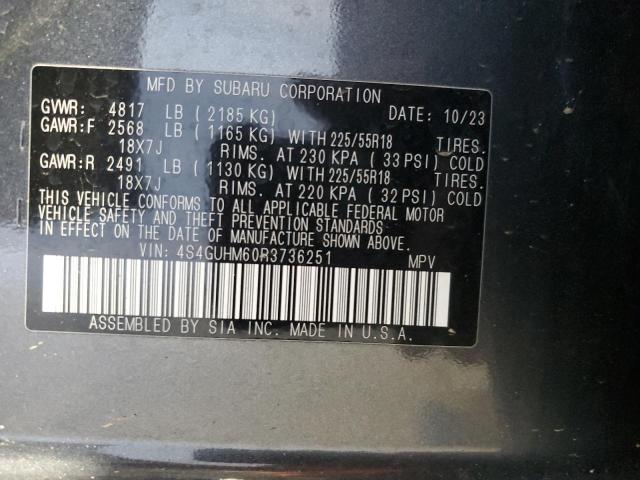 MFD BY SUBARU CORPORATION
GVWR: 4817 LB ( 2185 KG) DATE: 10/23
GAWR:F 2568 LB ( 1165 KG) WITH 225/55R18 TIRES.
18X7J RIMS. AT 230 KPA ( 33 PSI) COLD
GAWR:R 2491 LB ( 1130 KG) WITH 225/55R18 TIRES.
18X7J RIMS. AT 220 KPA ( 32 PSI) COLD
THIS VEHICLE CONFORMS TO ALL APPLICABLE FEDERAL MOTOR
VEHICLE SAFETY AND THEFT PREVENTION STANDARDS
IN EFFECT ON THE DATE OF MANUFACTURE SHOWN ABOVE.
VIN: 4S4GUHM60R3736251 MPV
ASSEMBLED BY SIA INC. MADE IN U.S.A.